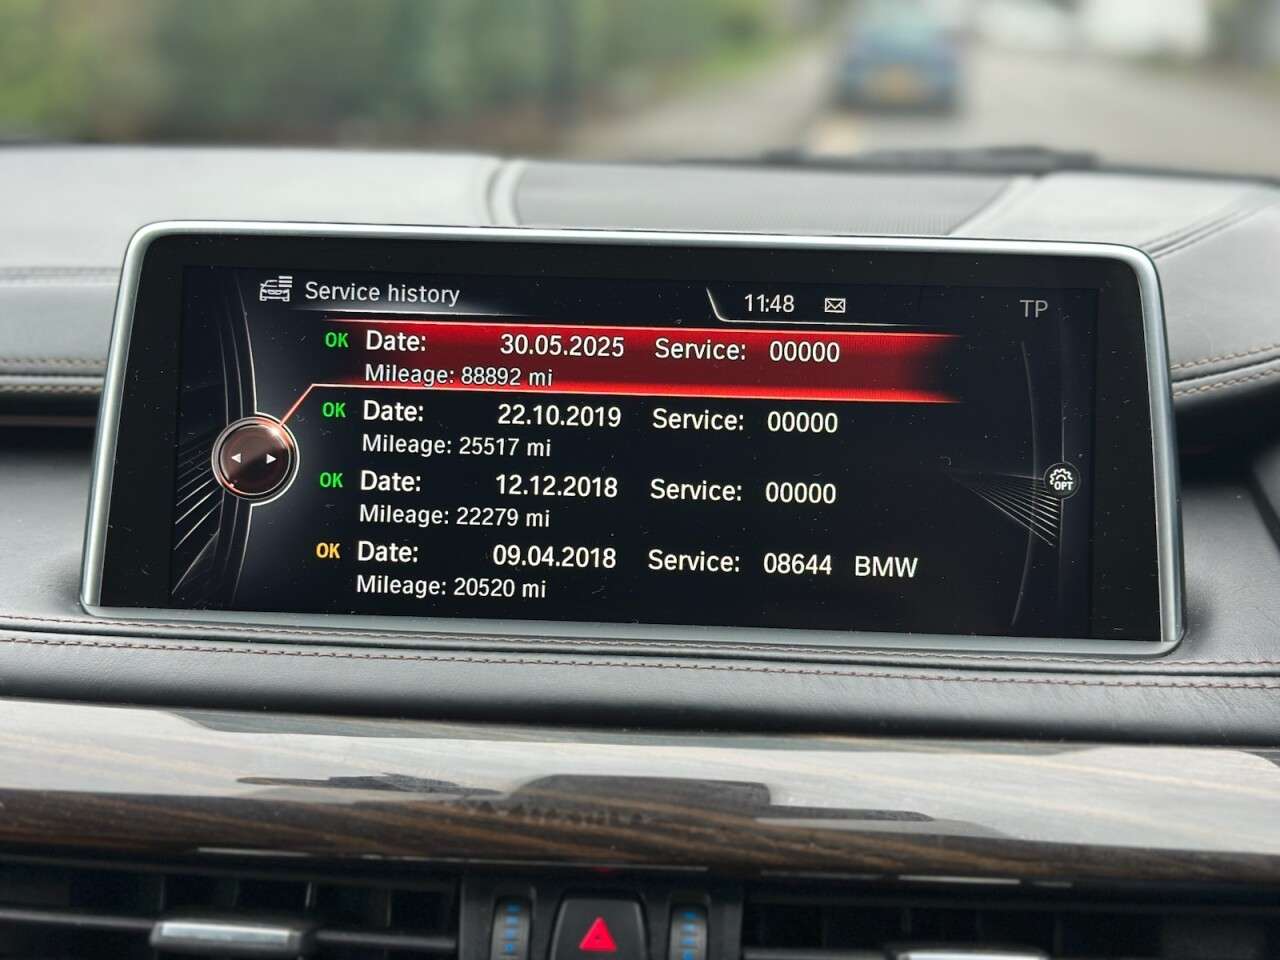 Service history 11:48 TP
OK Date: 30.05.2025 Service: 00000
Mileage: 88892 mi
OK Date: 22.10.2019 Service: 00000
Mileage: 25517 mi
OK Date: 12.12.2018 Service: 00000
Mileage: 22279 mi
OPT
OK Date: 09.04.2018 Service: 08644 BMW
Mileage: 20520 mi